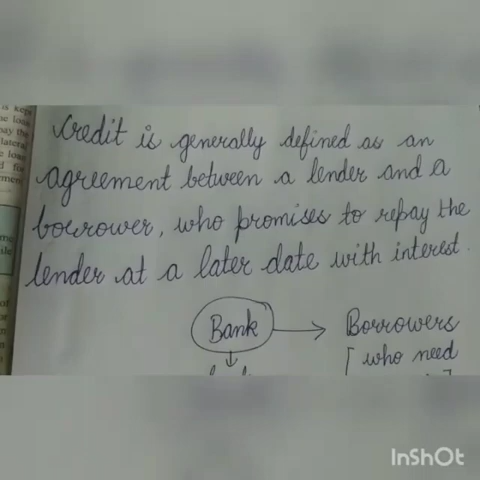 Credit is generally defined as an
agreement between a lender and a
borrower, who promises to repay the
lender at a later date with interest.
Bank → Borrowers
↓ [ who need
InShOt